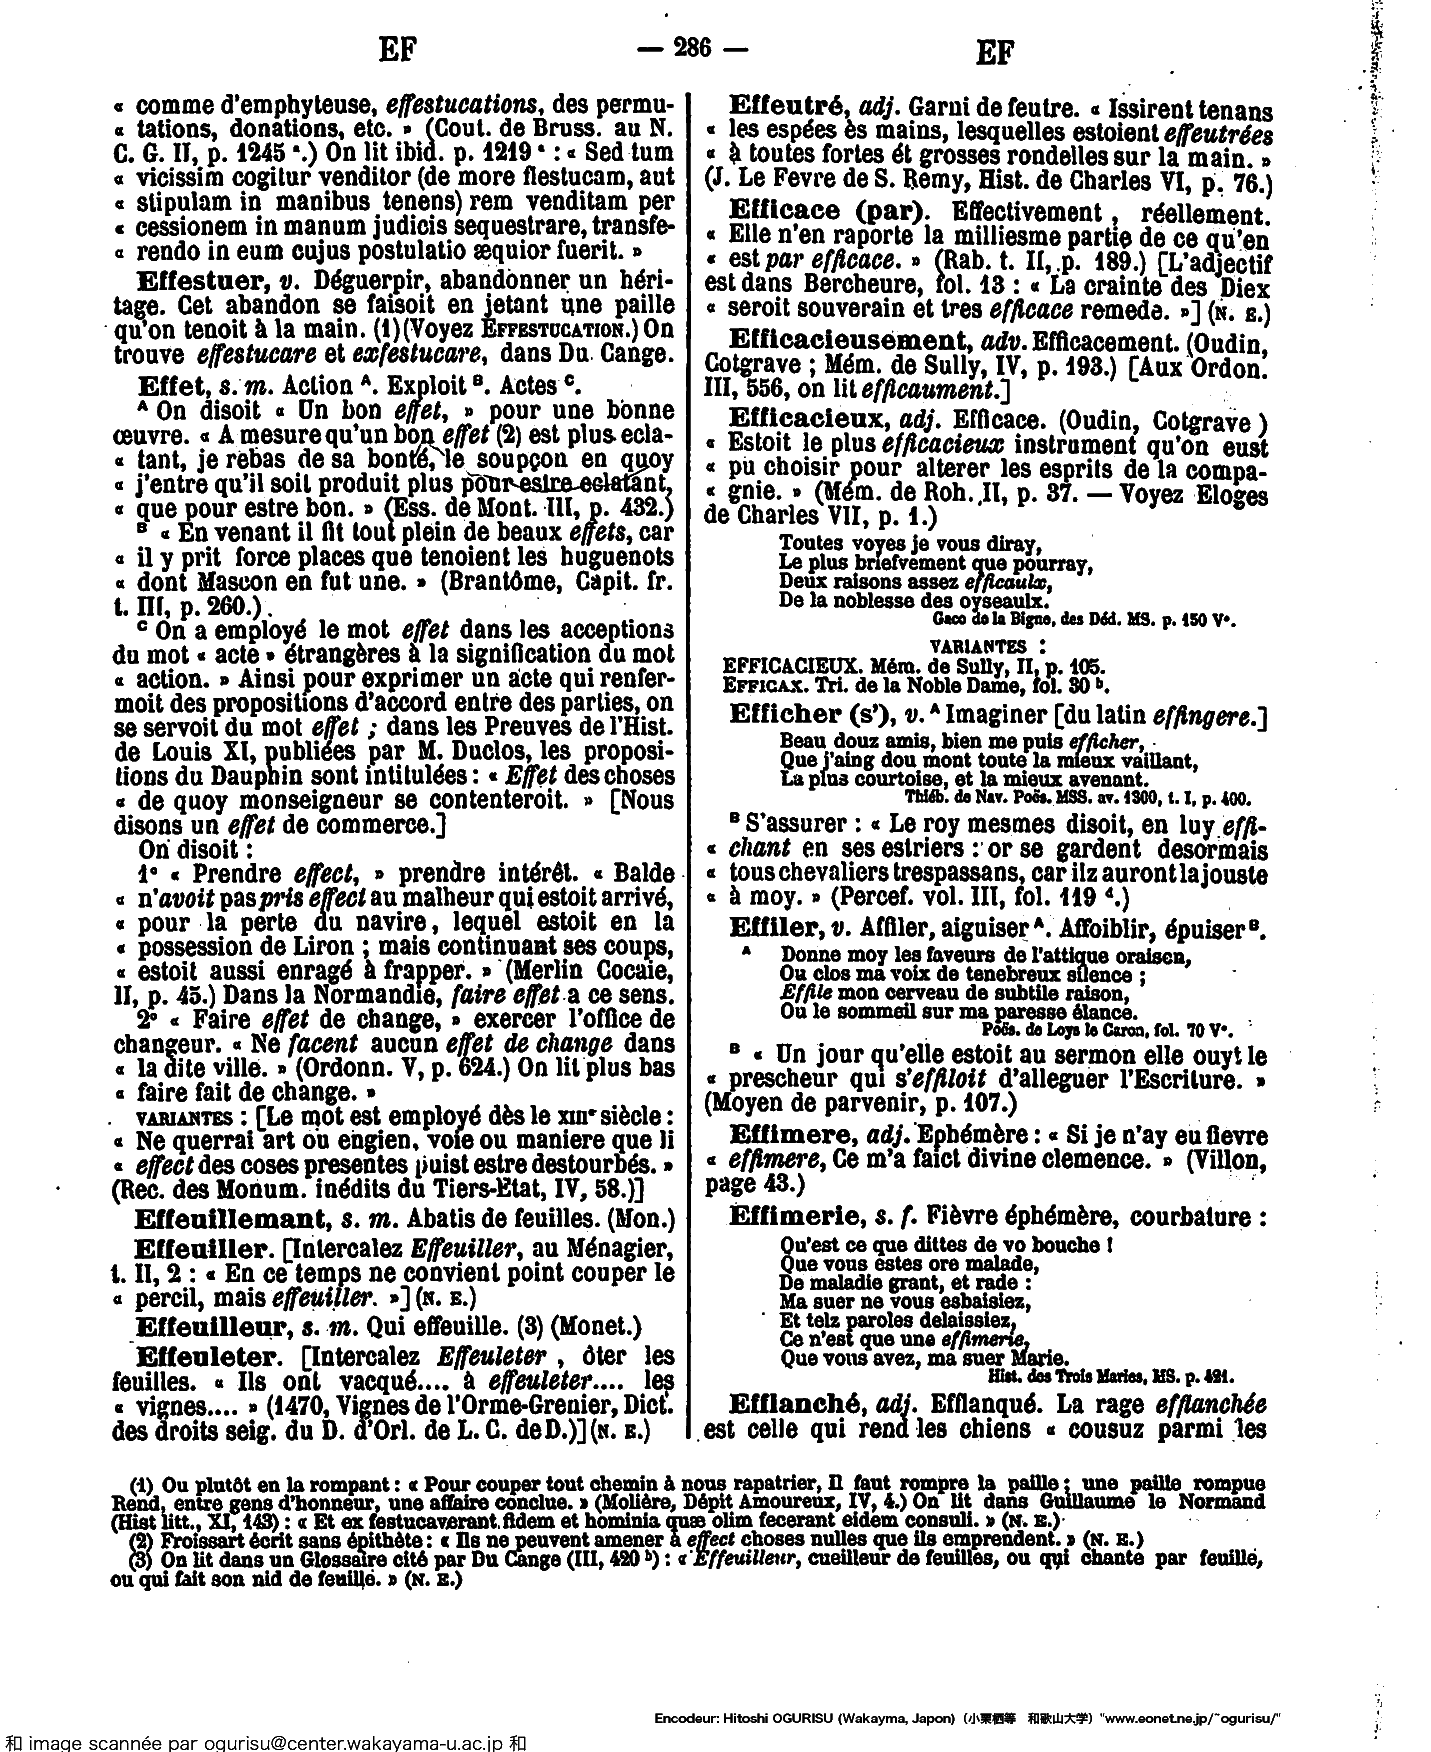 EF
— 286 —
EF
« comme d'emphyteuse, effestucations, des permu-
« tations, donations, etc. » (Cout. de Bruss. au N.
C. G. II, p. 1245 ª.) On lit ibid. p. 1219 ª : « Sed tum
« vicissim cogitur venditor (de more flestucam, aut
« stipulam in manibus tenens) rem venditam per
« cessionem in manum judicis sequestrare, transfe-
« rendo in eum cujus postulatio æquior fuerit. »
Effestuer, v. Déguerpir, abandonner un héri-
tage. Cet abandon se faisoit en jetant une paille
qu'on tenoit à la main. (1) (Voyez EFFESTUCATION.) On
trouve effestucare et exfestucare, dans Du Cange.
Effet, s. m. Action ᴬ. Exploit ᴮ. Actes ᶜ.
ᴬ On disoit « Un bon effet, » pour une bonne
œuvre. « A mesure qu'un bon effet (2) est plus ecla-
« tant, je rebas de sa bonté, le soupçon en quoy
« j'entre qu'il soit produit plus pour estre eclatant,
« que pour estre bon. » (Ess. de Mont. III, p. 432.)
ᴮ « En venant il fit tout plein de beaux effets, car
« il y prit force places que tenoient les huguenots
« dont Mascon en fut une. » (Brantôme, Capit. fr.
t. III, p. 260.)
ᶜ On a employé le mot effet dans les acceptions
du mot « acte » étrangères à la signification du mot
« action. » Ainsi pour exprimer un acte qui renfer-
moit des propositions d'accord entre des parties, on
se servoit du mot effet ; dans les Preuves de l'Hist.
de Louis XI, publiées par M. Duclos, les proposi-
tions du Dauphin sont intitulées : « Effet des choses
« de quoy monseigneur se contenteroit. » [Nous
disons un effet de commerce.]
On disoit :
1° « Prendre effect, » prendre intérêt. « Balde
« n'avoit pas pris effect au malheur qui estoit arrivé,
« pour la perte du navire, lequel estoit en la
« possession de Liron ; mais continuant ses coups,
« estoit aussi enragé à frapper. » (Merlin Cocaie,
II, p. 45.) Dans la Normandie, faire effet a ce sens.
2° « Faire effet de change, » exercer l'office de
changeur. « Ne facent aucun effet de change dans
« la dite ville. » (Ordonn. V, p. 624.) On lit plus bas
« faire fait de change. »
VARIANTES : [Le mot est employé dès le XIIIᵉ siècle :
« Ne querrai art ou engien, voie ou maniere que li
« effect des coses presentes puist estre destourbés. »
(Rec. des Monum. inédits du Tiers-Etat, IV, 58.)]
Effeuillemant, s. m. Abatis de feuilles. (Mon.)
Effeuiller. [Intercalez Effeuiller, au Ménagier,
t. II, 2 : « En ce temps ne convient point couper le
« percil, mais effeuiller. »] (N. E.)
Effeuilleur, s. m. Qui effeuille. (3) (Monet.)
Effeuleter. [Intercalez Effeuleter , ôter les
feuilles. « Ils ont vacqué.... à effeuleter.... les
« vignes.... » (1470, Vignes de l'Orme-Grenier, Dict.
des droits seig. du D. d'Orl. de L. C. de D.)] (N. E.)
Effeutré, adj. Garni de feutre. « Issirent tenans
« les espées ès mains, lesquelles estoient effeutrées
« à toutes fortes ét grosses rondelles sur la main. »
(J. Le Fevre de S. Remy, Hist. de Charles VI, p. 76.)
Efficace (par). Effectivement , réellement.
« Elle n'en raporte la milliesme partie de ce qu'en
« est par efficace. » (Rab. t. II, p. 189.) [L'adjectif
est dans Bercheure, fol. 13 : « La crainte des Diex
« seroit souverain et tres efficace remede. »] (N. E.)
Efficacieusement, adv. Efficacement. (Oudin,
Cotgrave ; Mém. de Sully, IV, p. 193.) [Aux Ordon.
III, 556, on lit efficaument.]
Efficacieux, adj. Efficace. (Oudin, Cotgrave )
« Estoit le plus efficacieux instrument qu'on eust
« pu choisir pour alterer les esprits de la compa-
« gnie. » (Mém. de Roh. II, p. 37. — Voyez Eloges
de Charles VII, p. 1.)
Toutes voyes je vous diray,
Le plus briefvement que pourray,
Deux raisons assez efficaulx,
De la noblesse des oyseaulx.
Gace de la Bigne, des Déd. MS. p. 150 Vº.
VARIANTES :
EFFICACIEUX. Mém. de Sully, II, p. 105.
EFFICAX. Tri. de la Noble Dame, fol. 30 ᵇ.
Efficher (s'), v. ᴬ Imaginer [du latin effingere.]
Beau douz amis, bien me puis efficher,
Que j'aing dou mont toute la mieux vaillant,
La plus courtoise, et la mieux avenant.
Thiéb. de Nav. Poës. MSS. av. 1300, t. I, p. 400.
ᴮ S'assurer : « Le roy mesmes disoit, en luy effi-
« chant en ses estriers : or se gardent desormais
« tous chevaliers trespassans, car ilz auront la jouste
« à moy. » (Percef. vol. III, fol. 119 ᵈ.)
Effiler, v. Affiler, aiguiser ᴬ. Affoiblir, épuiser ᴮ.
ᴬ Donne moy les faveurs de l'attique oraison,
Ou clos ma voix de tenebreux silence ;
Effile mon cerveau de subtile raison,
Ou le sommeil sur ma paresse élance.
Poës. de Loys le Caron, fol. 70 Vº.
ᴮ « Un jour qu'elle estoit au sermon elle ouyt le
« prescheur qui s'effiloit d'alleguer l'Escriture. »
(Moyen de parvenir, p. 107.)
Effimere, adj. Ephémère : « Si je n'ay eu fievre
« effimere, Ce m'a faict divine clemence. » (Villon,
page 43.)
Effimerie, s. f. Fièvre éphémère, courbature :
Qu'est ce que dittes de vo bouche !
Que vous estes ore malade,
De maladie grant, et rade :
Ma suer ne vous esbaisiez,
Et telz paroles delaissiez,
Ce n'est que une effimerie,
Que vous avez, ma suer Marie.
Hist. des Trois Maries, MS. p. 421.
Efflanché, adj. Efflanqué. La rage efflanchée
est celle qui rend les chiens « cousuz parmi les
(1) Ou plutôt en la rompant : « Pour couper tout chemin à nous rapatrier, Il faut rompre la paille ; une paille rompue
Rend, entre gens d'honneur, une affaire conclue. » (Molière, Dépit Amoureux, IV, 4.) On lit dans Guillaume le Normand
(Hist litt., XI, 143) : « Et ex festucaverant fidem et hominia quæ olim fecerant eidem consuli. » (N. E.)
(2) Froissart écrit sans épithète : « Ils ne peuvent amener à effect choses nulles que ils emprendent. » (N. E.)
(3) On lit dans un Glossaire cité par Du Cange (III, 420 ᵇ) : « Effeuilleur, cueilleur de feuilles, ou qui chante par feuille,
ou qui fait son nid de feuille. » (N. E.)
Encodeur: Hitoshi OGURISU (Wakayma, Japon) (小栗栖等 和歌山大学) "www.eonet.ne.jp/~ogurisu/"
和 image scannée par ogurisu@center.wakayama-u.ac.jp 和